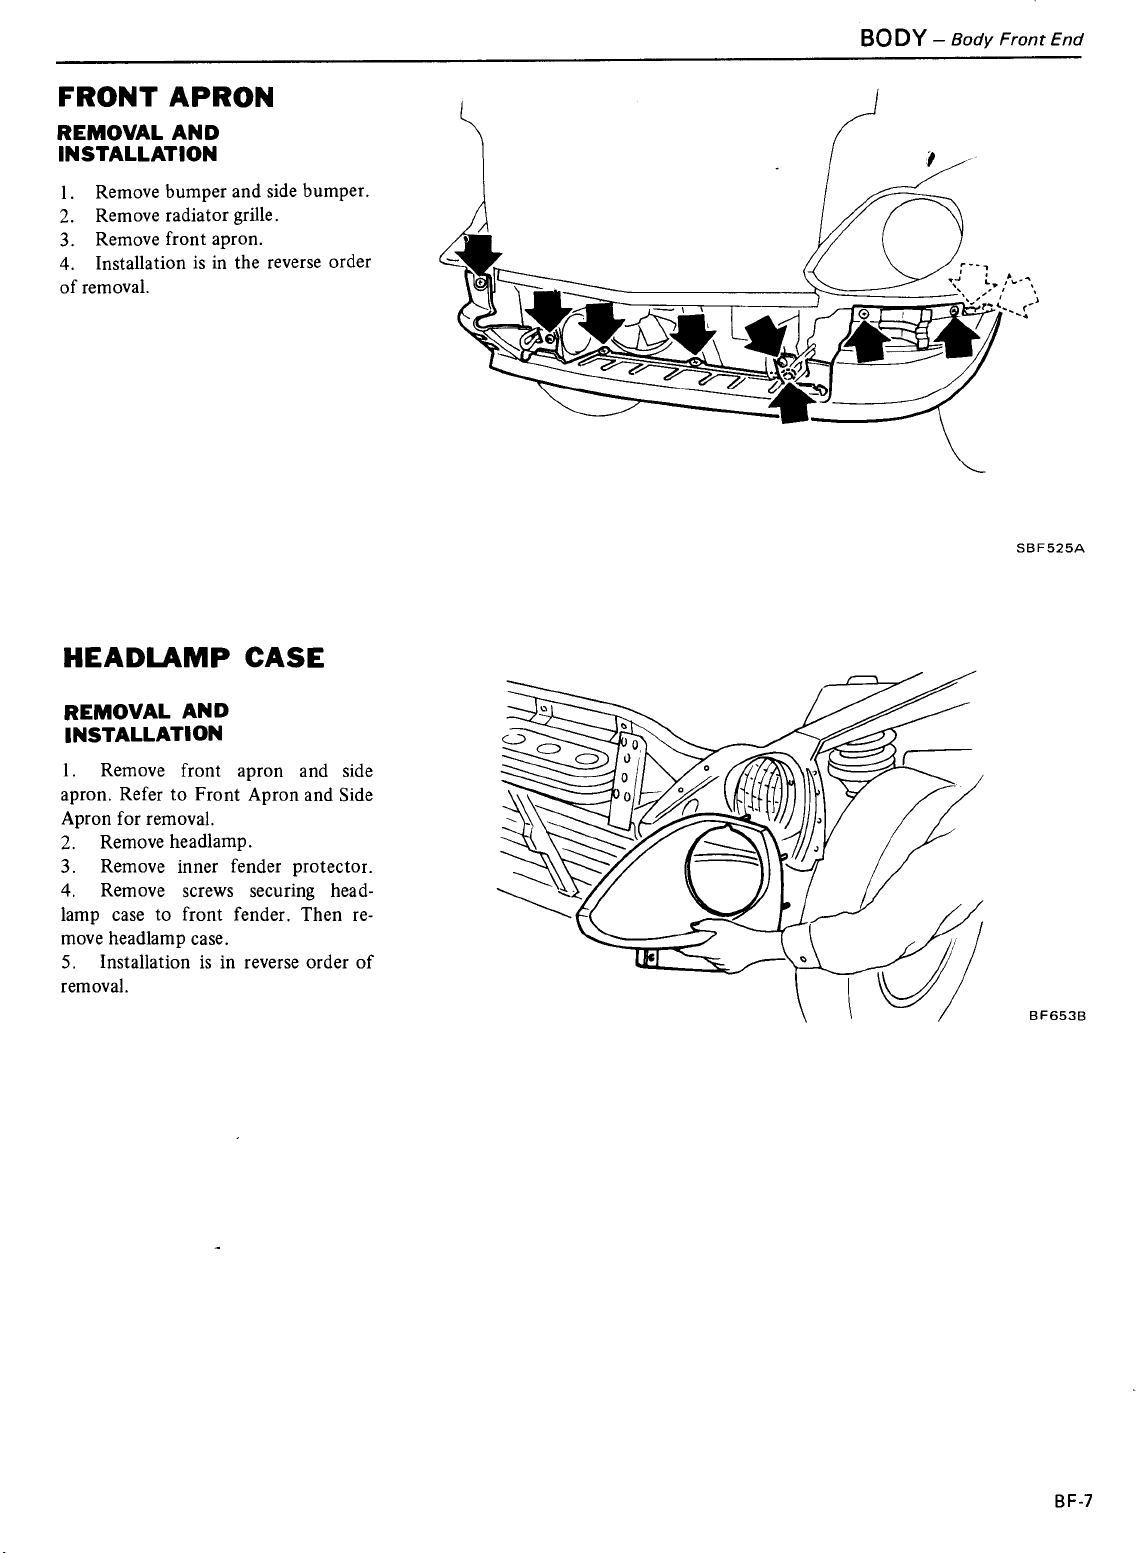 BODY – Body Front End
FRONT APRON
REMOVAL AND
INSTALLATION
1. Remove bumper and side bumper.
2. Remove radiator grille.
3. Remove front apron.
4. Installation is in the reverse order
of removal.
SBF525A
HEADLAMP CASE
REMOVAL AND
INSTALLATION
1. Remove front apron and side
apron. Refer to Front Apron and Side
Apron for removal.
2. Remove headlamp.
3. Remove inner fender protector.
4. Remove screws securing head-
lamp case to front fender. Then re-
move headlamp case.
5. Installation is in reverse order of
removal.
BF653B
BF-7